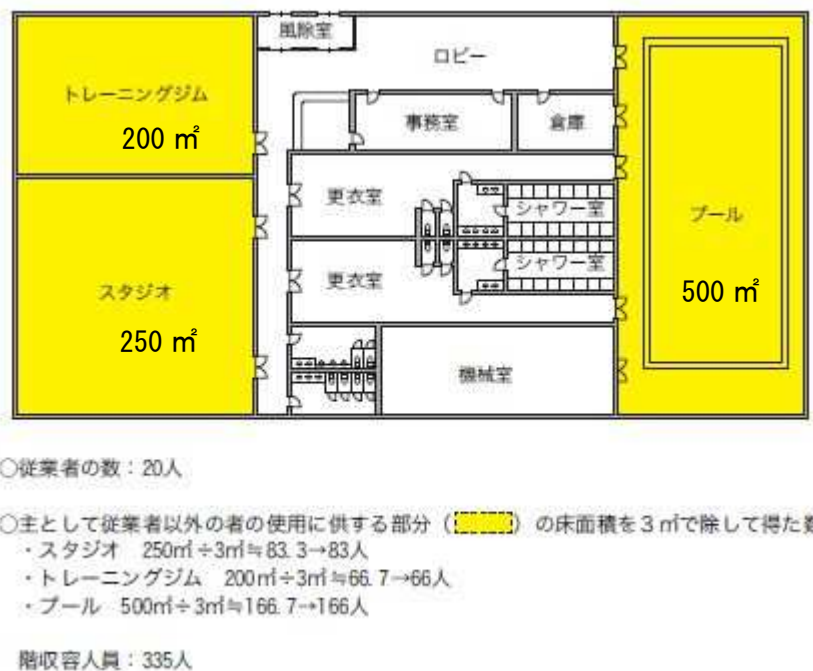 風除室
ロビー
トレーニングジム
200 ㎡
事務室
倉庫
更衣室
シャワー室
プール
スタジオ
更衣室
シャワー室
500 ㎡
250 ㎡
機械室
○従業者の数：20人
○主として従業者以外の者の使用に供する部分（　）の床面積を３㎡で除して得た数
・スタジオ　250㎡÷3㎡≒83.3→83人
・トレーニングジム　200㎡÷3㎡≒66.7→66人
・プール　500㎡÷3㎡≒166.7→166人
階収容人員：335人